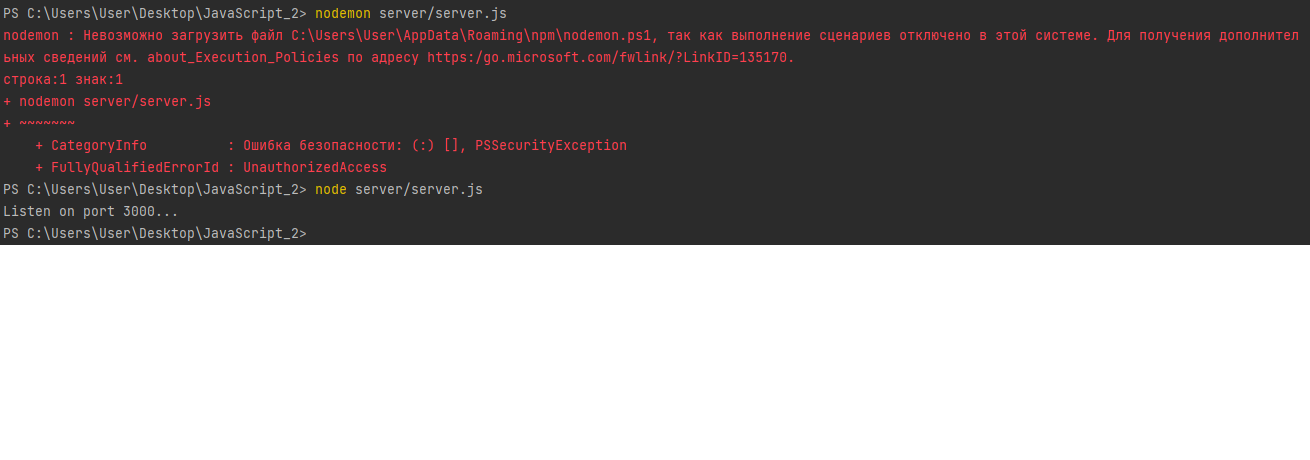 PS C:\Users\User\Desktop\JavaScript_2> nodemon server/server.js
nodemon : Невозможно загрузить файл C:\Users\User\AppData\Roaming\npm\nodemon.ps1, так как выполнение сценариев отключено в этой системе. Для получения дополнител
ьных сведений см. about_Execution_Policies по адресу https:/go.microsoft.com/fwlink/?LinkID=135170.
строка:1 знак:1
+ nodemon server/server.js
+ ~~~~~~~
    + CategoryInfo          : Ошибка безопасности: (:) [], PSSecurityException
    + FullyQualifiedErrorId : UnauthorizedAccess
PS C:\Users\User\Desktop\JavaScript_2> node server/server.js
Listen on port 3000...
PS C:\Users\User\Desktop\JavaScript_2>